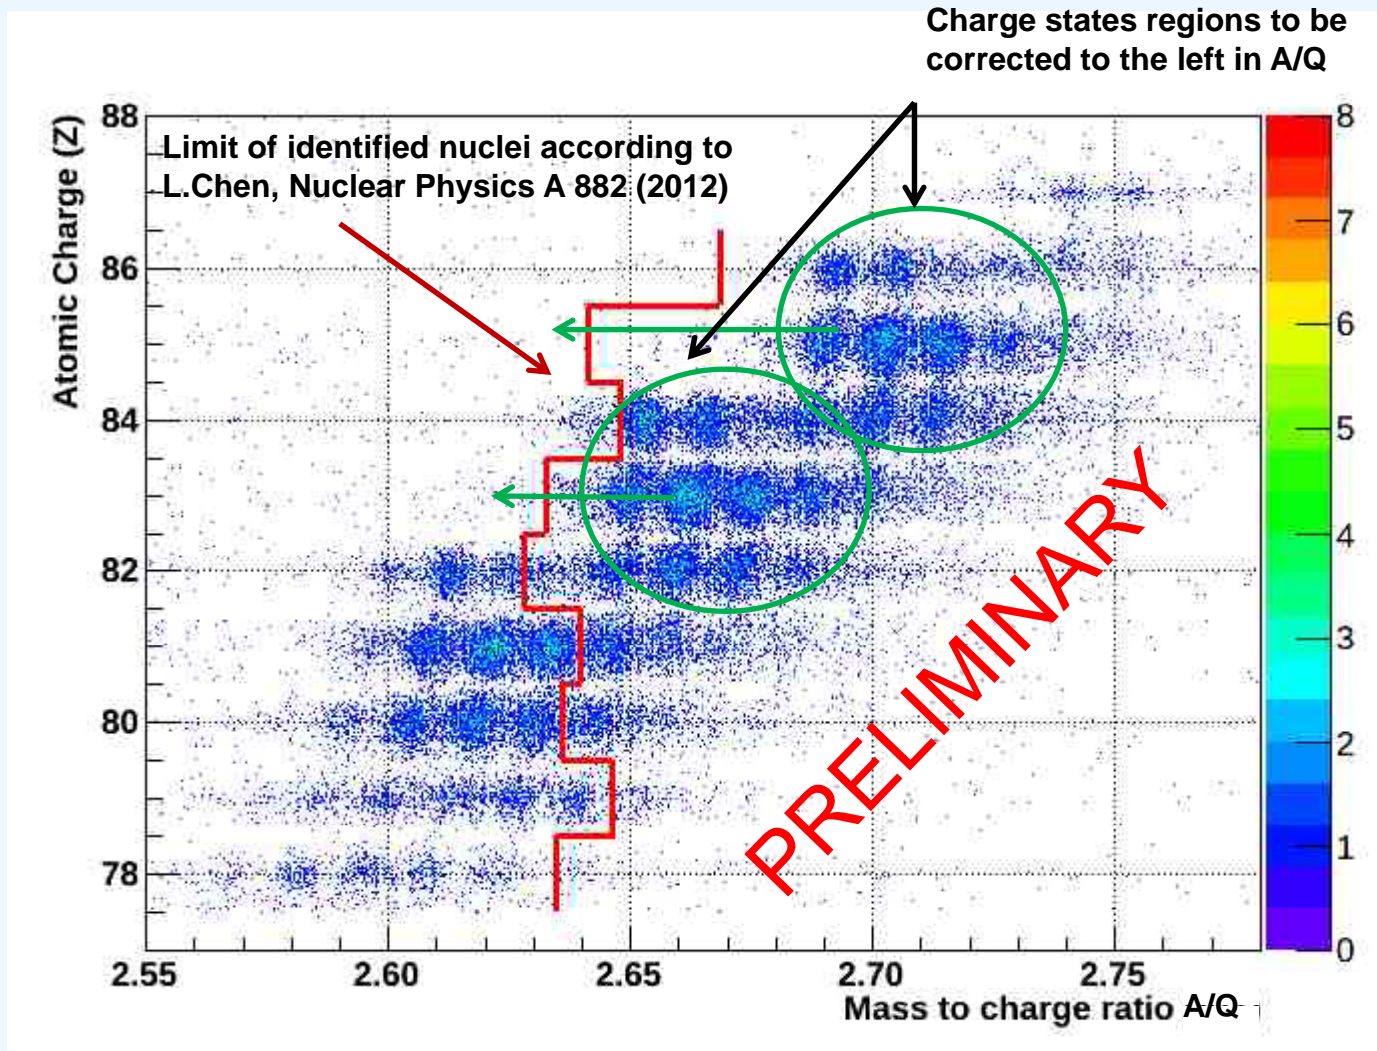 Charge states regions to be
corrected to the left in A/Q
Limit of identified nuclei according to
L.Chen, Nuclear Physics A 882 (2012)
Atomic Charge (Z)
88
86
84
82
80
78
2.55
2.60
2.65
2.70
2.75
Mass to charge ratio A/Q
PRELIMINARY
8
7
6
5
4
3
2
1
0